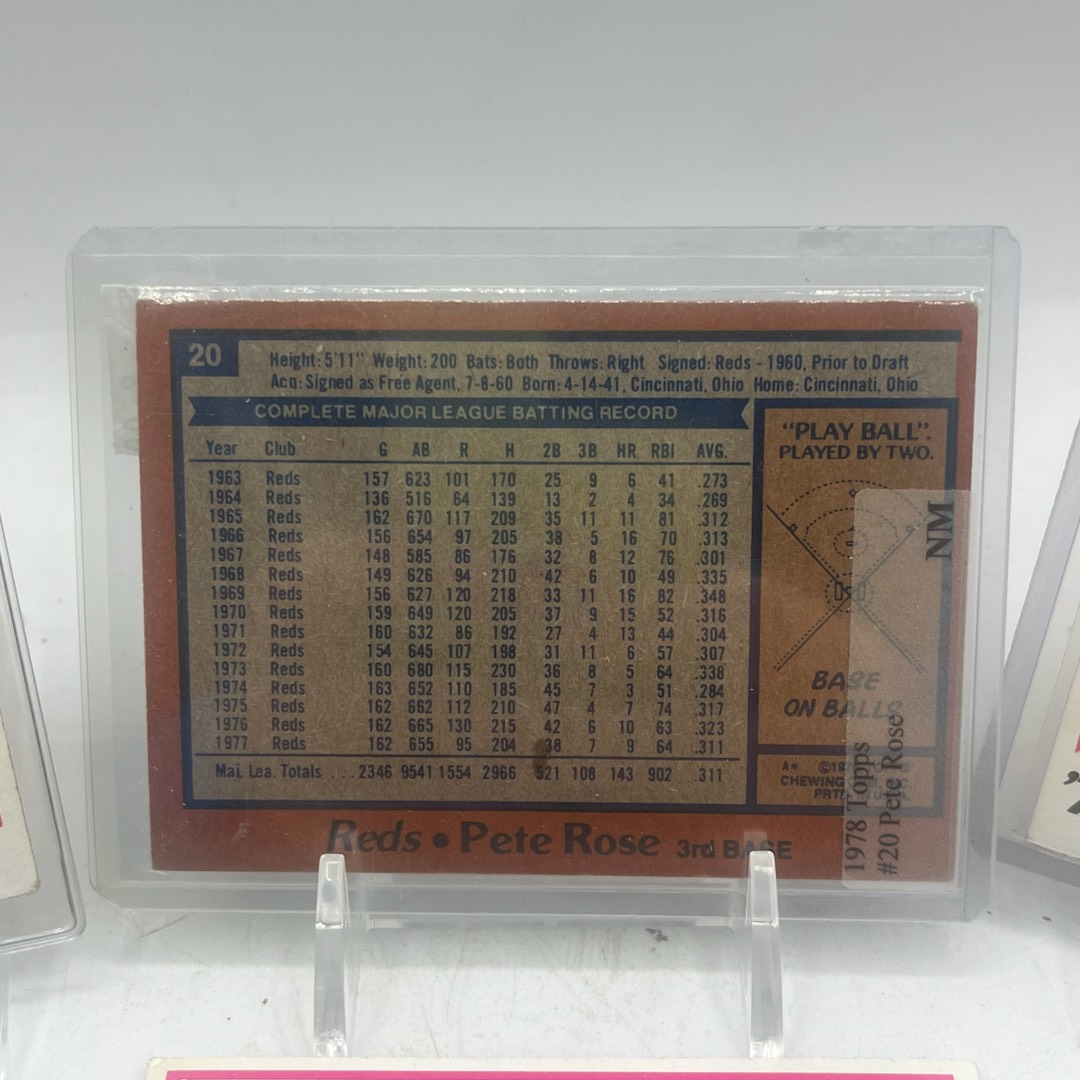 20
Height: 5'11" Weight: 200 Bats: Both Throws: Right Signed: Reds - 1960, Prior to Draft
Acq: Signed as Free Agent, 7-8-60 Born: 4-14-41, Cincinnati, Ohio Home: Cincinnati, Ohio
COMPLETE MAJOR LEAGUE BATTING RECORD
Year Club G AB R H 2B 3B HR RBI AVG.
1963 Reds 157 623 101 170 25 9 6 41 .273
1964 Reds 136 516 64 139 13 2 4 34 .269
1965 Reds 162 670 117 209 35 11 11 81 .312
1966 Reds 156 654 97 205 38 5 16 70 .313
1967 Reds 148 585 86 176 32 8 12 76 .301
1968 Reds 149 626 94 210 42 6 10 49 .335
1969 Reds 156 627 120 218 33 11 16 82 .348
1970 Reds 159 649 120 205 37 9 15 52 .316
1971 Reds 160 632 86 192 27 4 13 44 .304
1972 Reds 154 645 107 198 31 11 6 57 .307
1973 Reds 160 680 115 230 36 8 5 64 .338
1974 Reds 163 652 110 185 45 7 3 51 .284
1975 Reds 162 662 112 210 47 4 7 74 .317
1976 Reds 162 665 130 215 42 6 10 63 .323
1977 Reds 162 655 95 204 38 7 9 64 .311
Maj. Lea. Totals ... 2346 9541 1554 2966 521 108 143 902 .311
"PLAY BALL".
PLAYED BY TWO.
BASE
ON BALLS
A* ©
CHEWING
Reds • Pete Rose 3rd BASE
1978 Topps NM
#20 Pete Rose